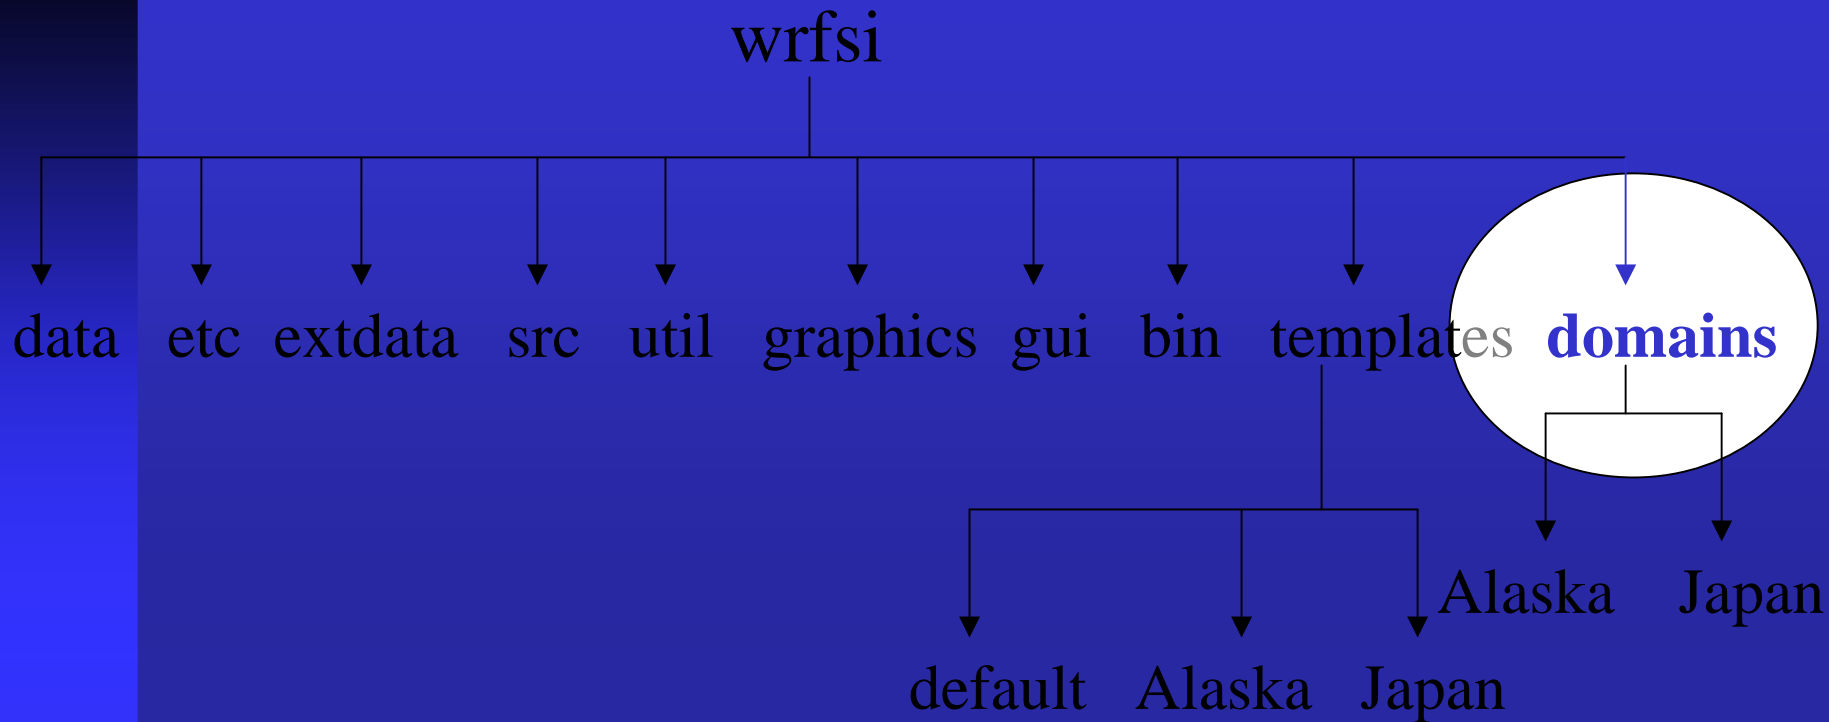 wrfsi
data etc extdata src util graphics gui bin templates domains
Alaska Japan
default Alaska Japan